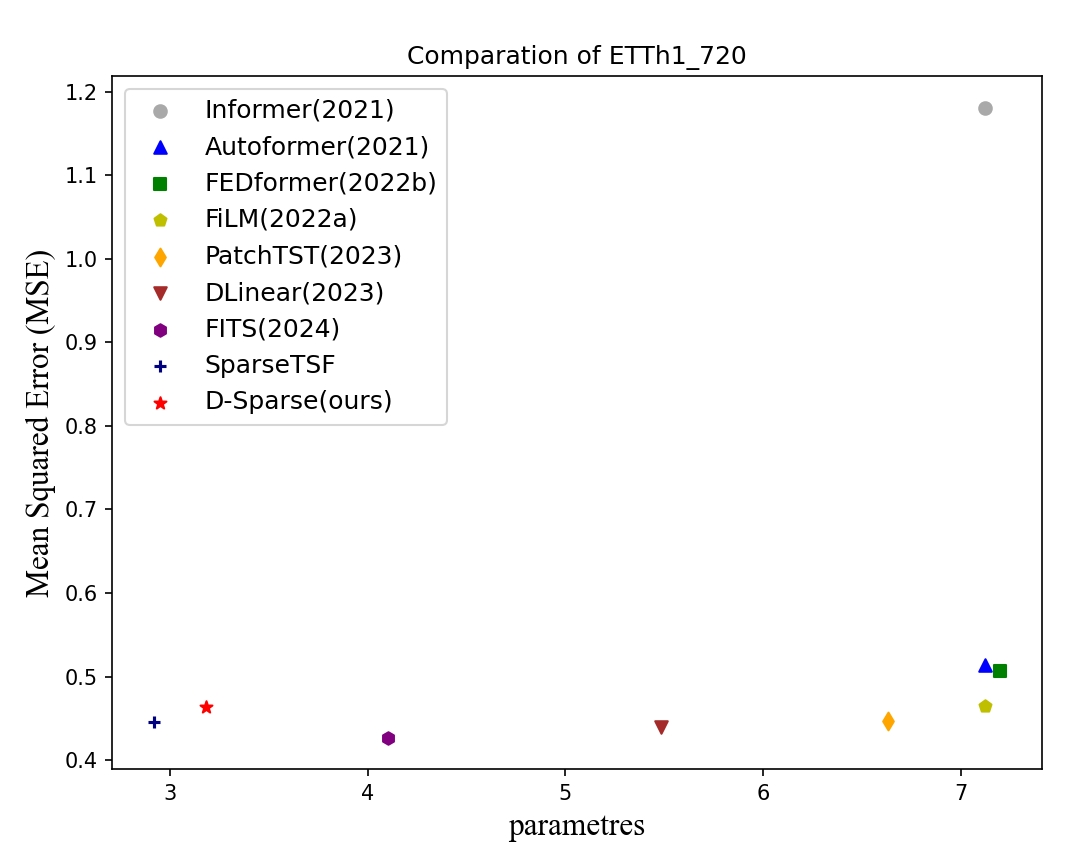 Comparation of ETTh1_720
1.2
1.1
1.0
0.9
0.8
0.7
0.6
0.5
0.4
Mean Squared Error (MSE)
Informer(2021)
Autoformer(2021)
FEDformer(2022b)
FiLM(2022a)
PatchTST(2023)
DLinear(2023)
FITS(2024)
SparseTSF
D-Sparse(ours)
3
4
5
6
7
parametres